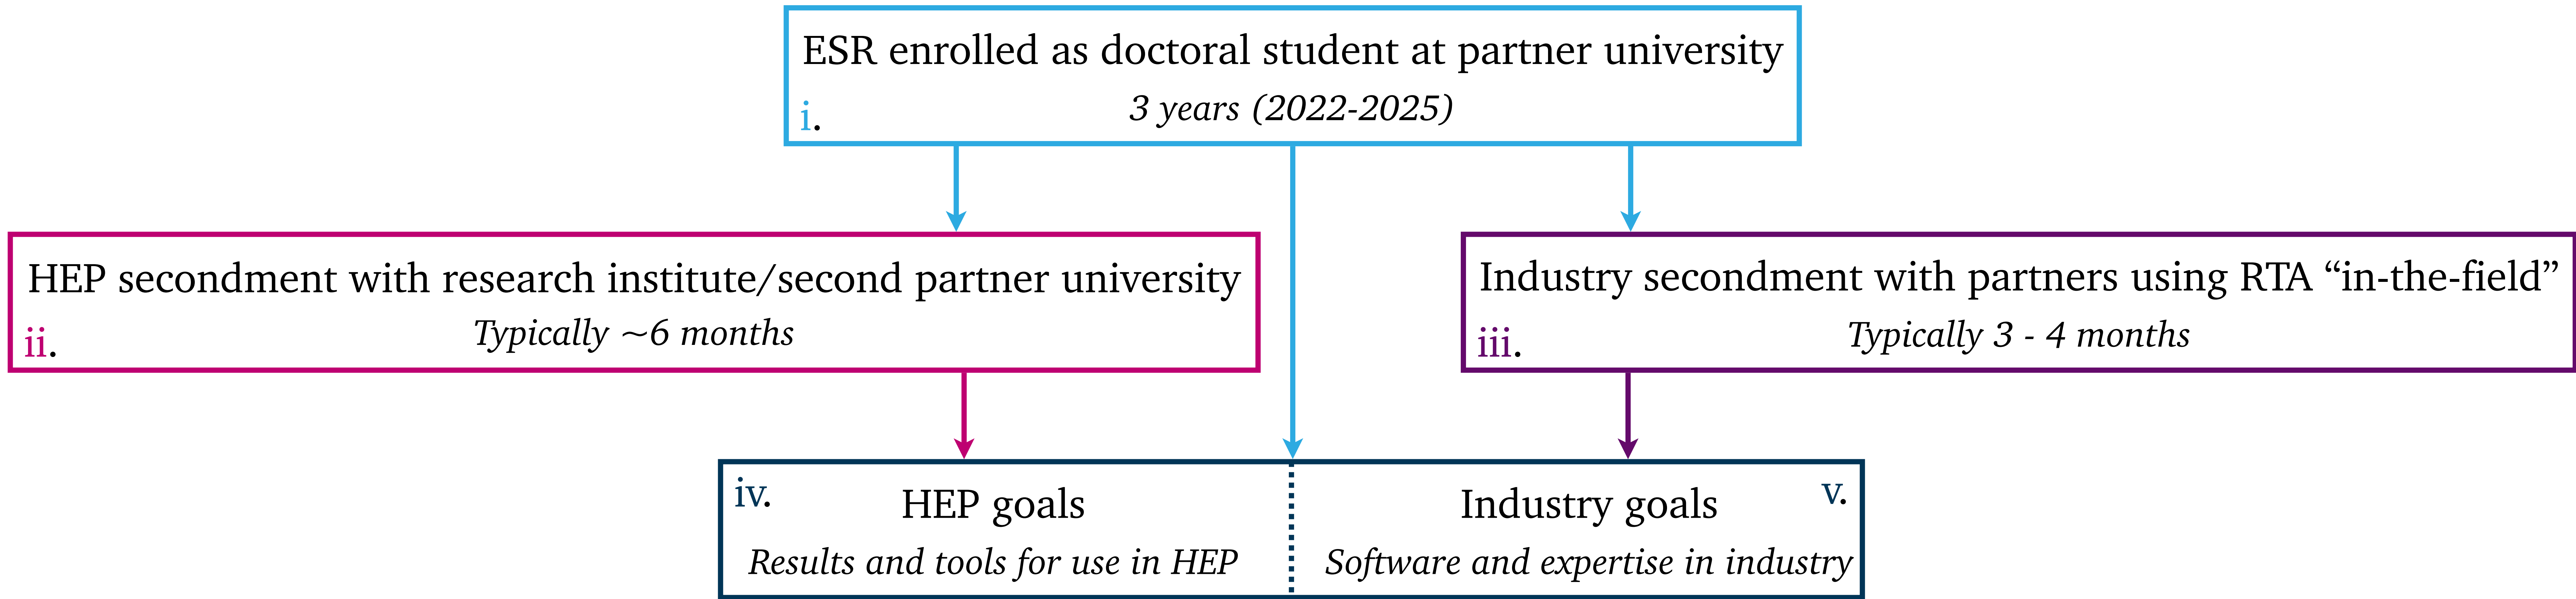 ESR enrolled as doctoral student at partner university
i.
3 years (2022-2025)
HEP secondment with research institute/second partner university
ii.
Typically ~6 months
Industry secondment with partners using RTA “in-the-field”
iii.
Typically 3 - 4 months
iv.
HEP goals
Results and tools for use in HEP
Industry goals
v.
Software and expertise in industry